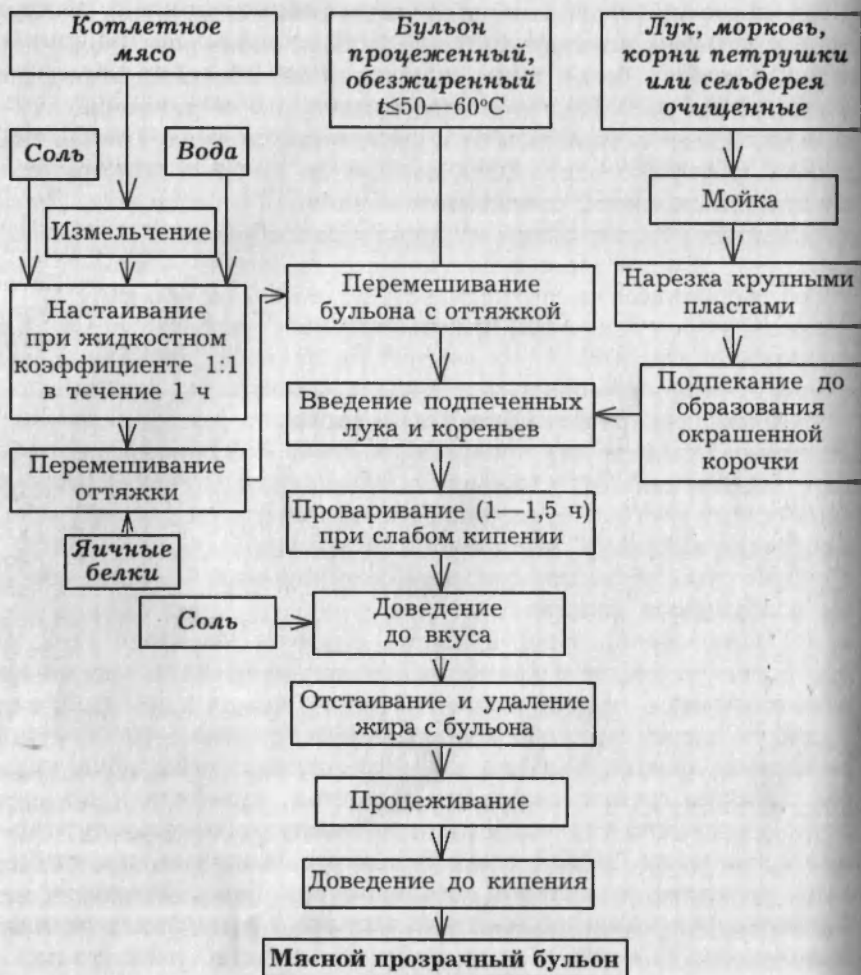 Котлетное
мясо
Бульон
процеженный,
обезжиренный
t≤50—60°С
Лук, морковь,
корни петрушки
или сельдерея
очищенные
Соль
Вода
Измельчение
Мойка
Настаивание
при жидкостном
коэффициенте 1:1
в течение 1 ч
Перемешивание
бульона с оттяжкой
Нарезка крупными
пластами
Введение подпеченных
лука и кореньев
Подпекание до
образования
окрашенной
корочки
Перемешивание
оттяжки
Яичные
белки
Проваривание (1—1,5 ч)
при слабом кипении
Соль
Доведение
до вкуса
Отстаивание и удаление
жира с бульона
Процеживание
Доведение до кипения
Мясной прозрачный бульон